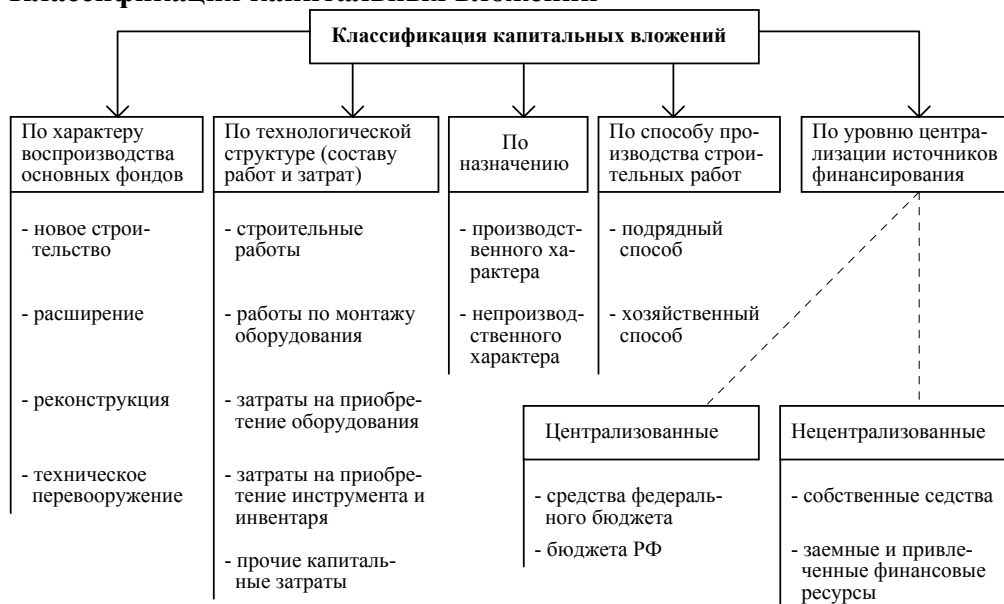 Классификация капитальных вложений
Классификация капитальных вложений
По характеру
воспроизводства
основных фондов
- новое строи-
тельство
- расширение
- реконструкция
- техническое
перевооружение
По технологической
структуре (составу
работ и затрат)
- строительные
работы
- работы по монтажу
оборудования
- затраты на приобре-
тение оборудования
- затраты на приобре-
тение инструмента и
инвентаря
- прочие капиталь-
ные затраты
По
назначению
- производст-
венного ха-
рактера
- непроизвод-
ственного
характера
По способу про-
изводства строи-
тельных работ
- подрядный
способ
- хозяйственный
способ
По уровню центра-
лизации источников
финансирования
Централизованные
- средства федераль-
ного бюджета
- бюджета РФ
Нецентрализованные
- собственные седства
- заемные и привле-
ченные финансовые
ресурсы